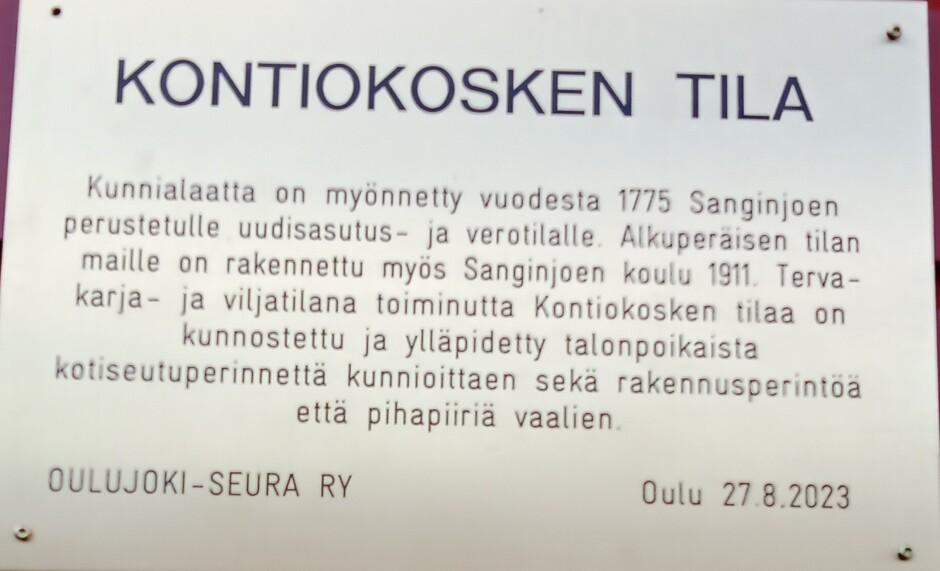 KONTIOKOSKEN TILA
Kunnialaatta on myönnetty vuodesta 1775 Sanginjoen
perustetulle uudisasutus- ja verotilalle. Alkuperäisen tilan
maille on rakennettu myös Sanginjoen koulu 1911. Terva-
karja- ja viljatilana toiminutta Kontiokosken tilaa on
kunnostettu ja ylläpidetty talonpoikaista
kotiseutuperinnettä kunnioittaen sekä rakennusperintöä
että pihapiiriä vaalien.
OULUJOKI-SEURA RY
Oulu 27.8.2023